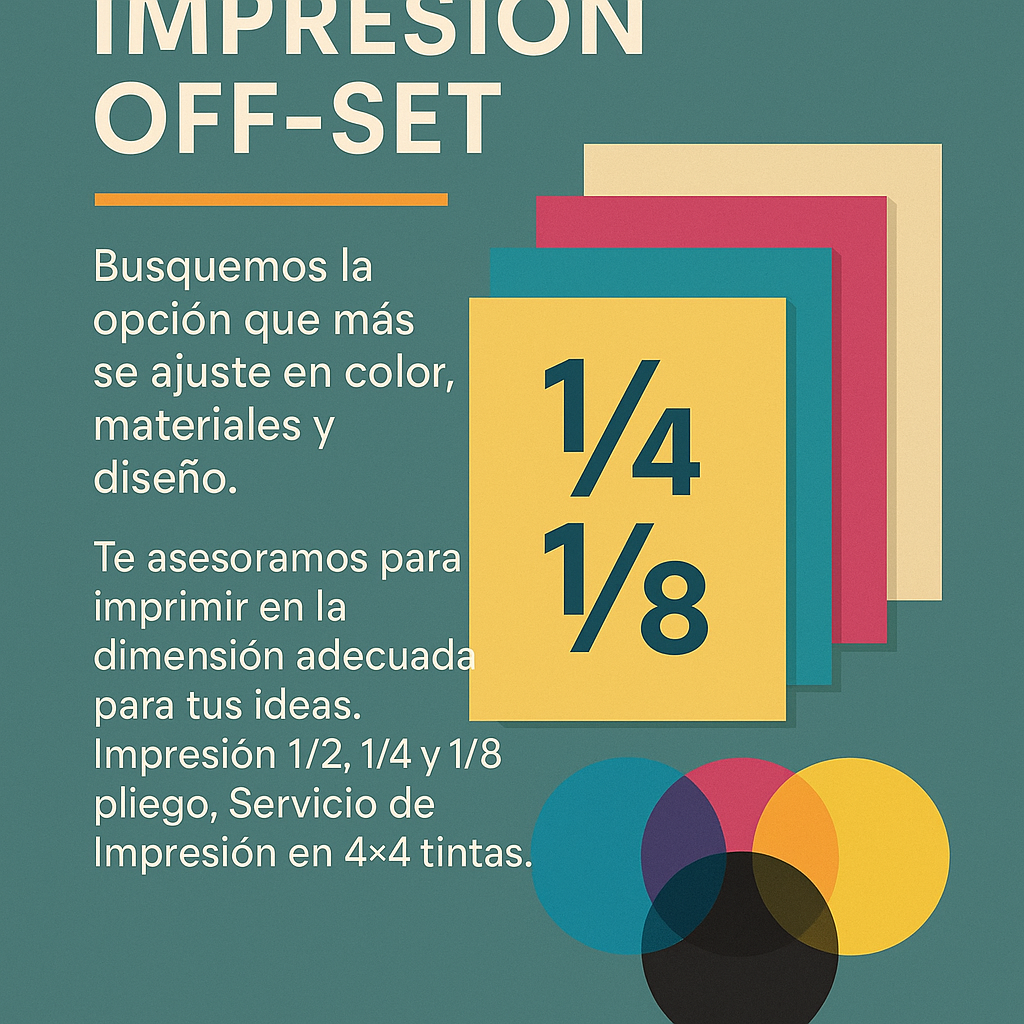 IMPRESIÓN
OFF-SET
Busquemos la
opción que más
se ajuste en color,
materiales y
diseño.
Te asesoramos para
imprimir en la
dimensión adecuada
para tus ideas.
Impresión 1/2, 1/4 y 1/8
pliego, Servicio de
Impresión en 4×4 tintas.
1/4
1/8